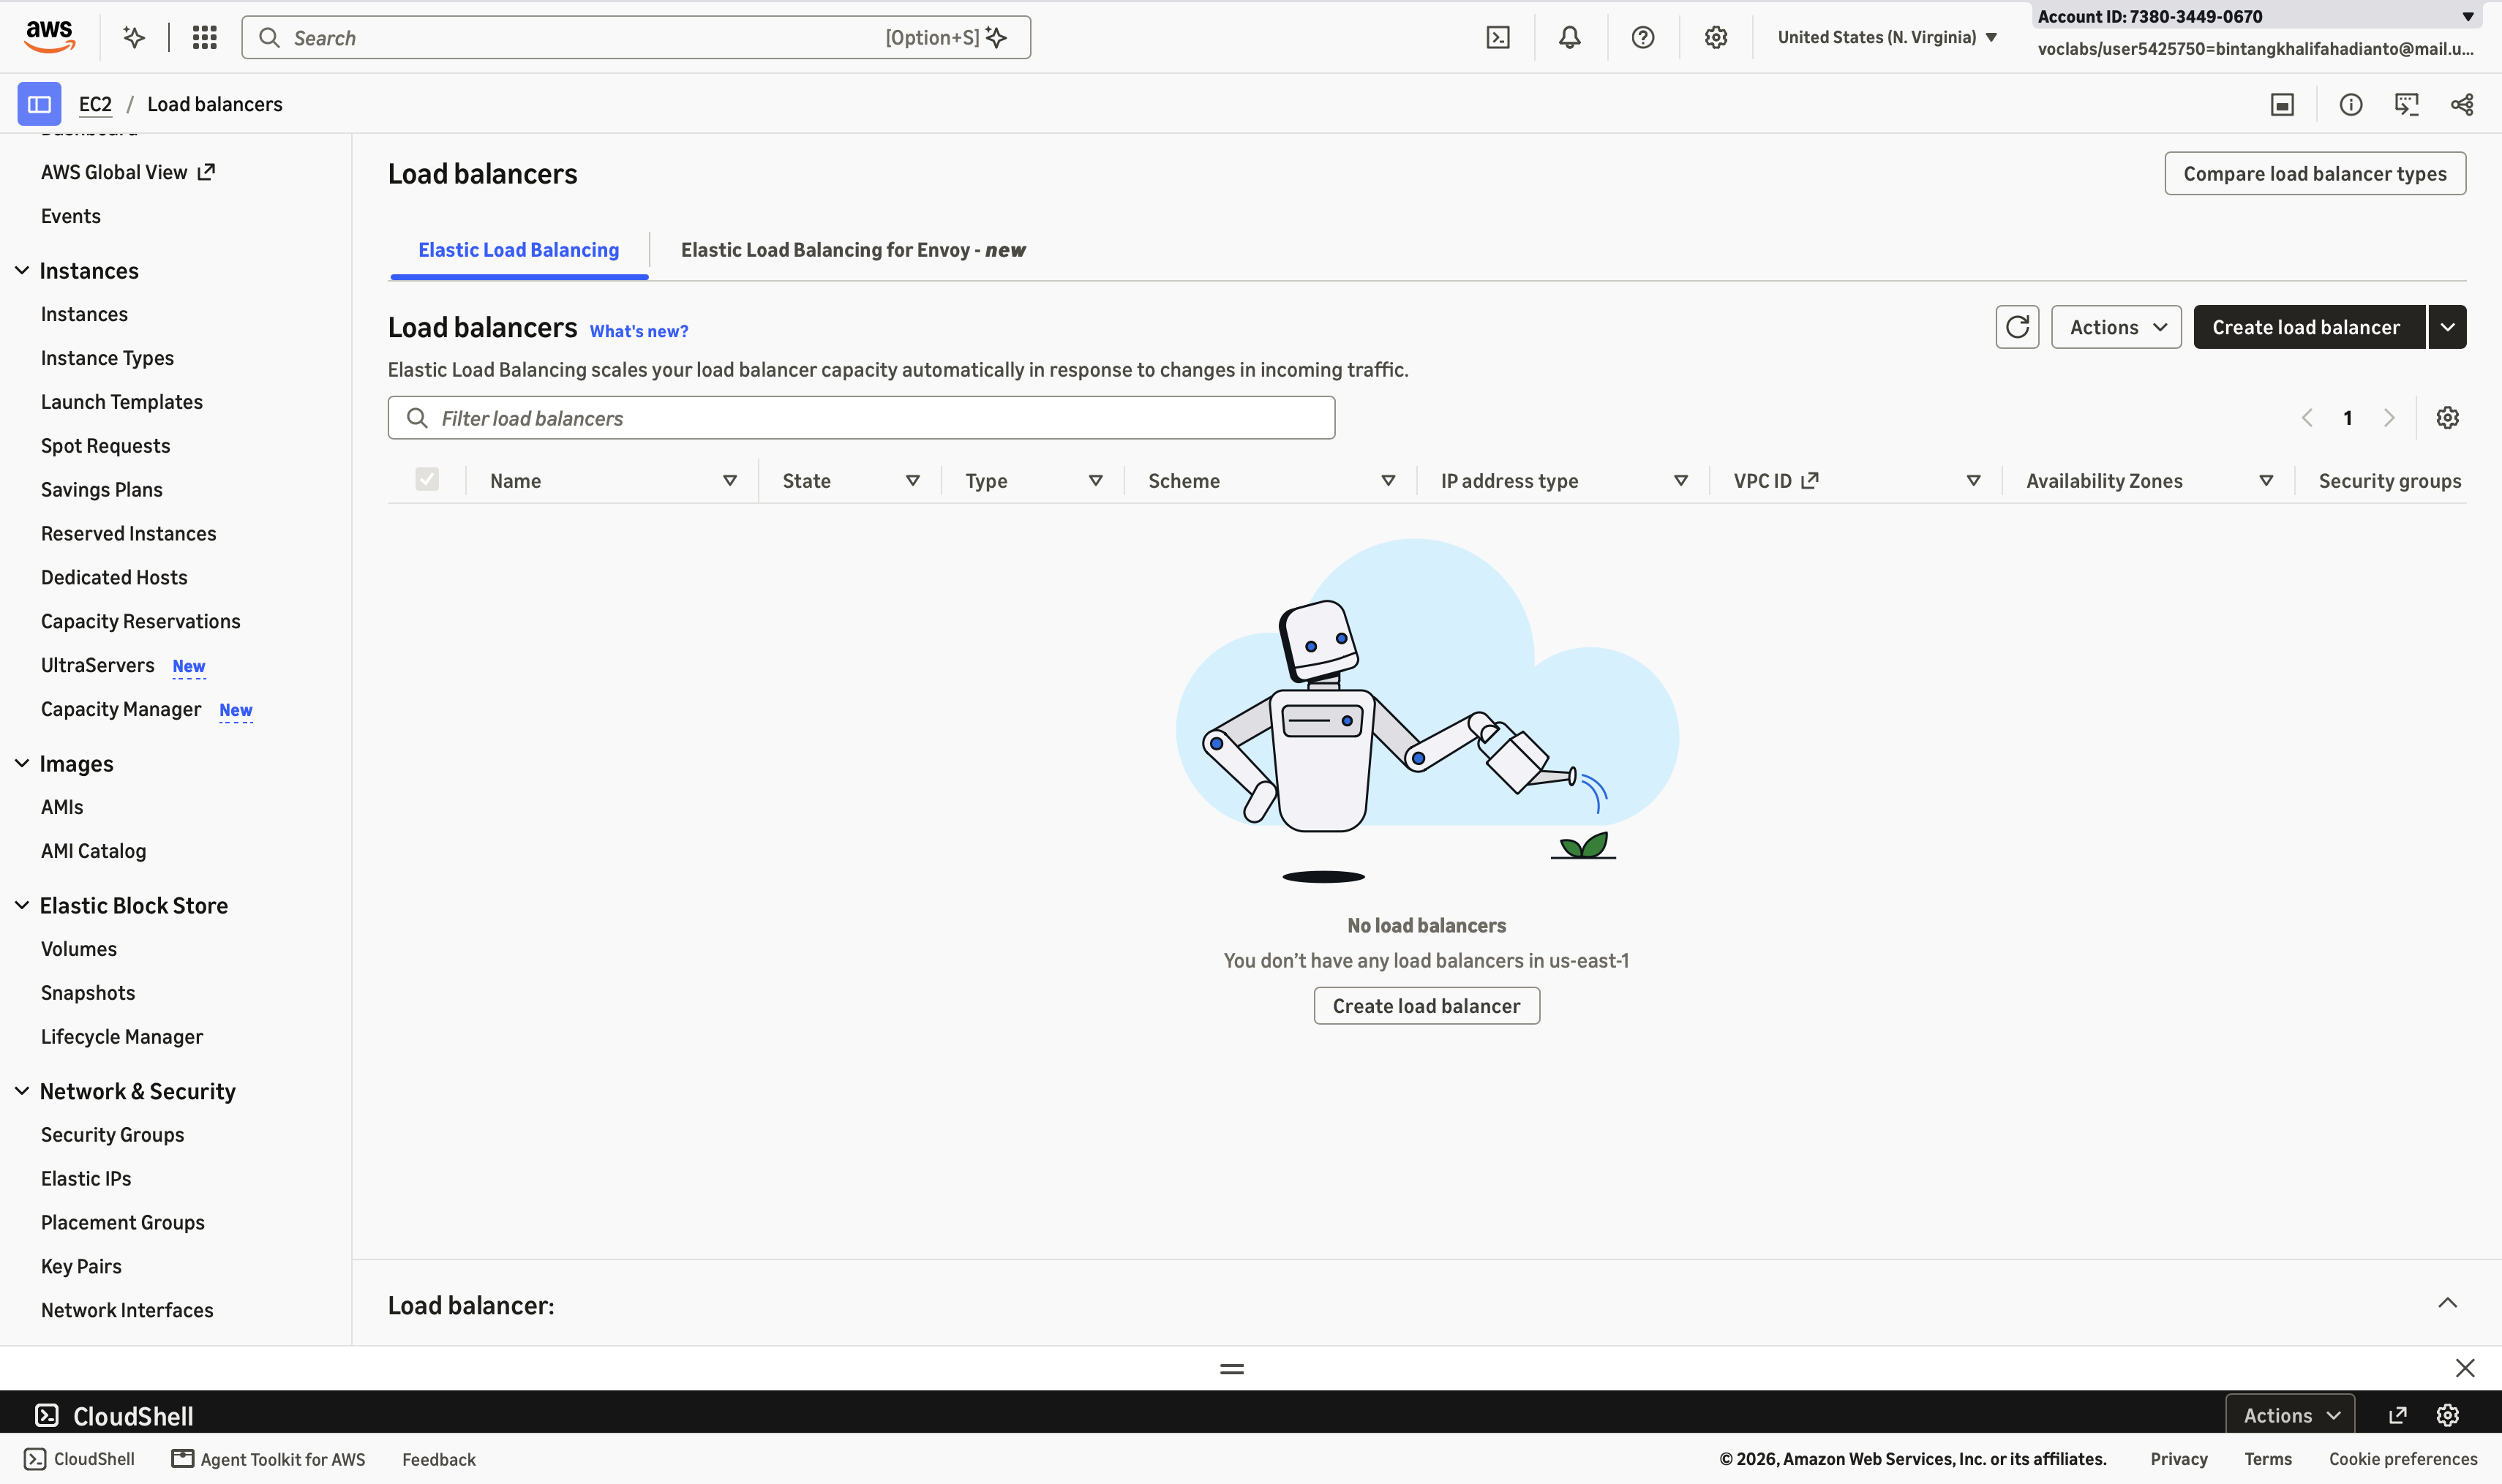 aws
Search [Option+S]
United States (N. Virginia)
Account ID: 7380-3449-0670
voclabs/user5425750=bintangkhalifahadianto@mail.u...
EC2 / Load balancers
Dashboard
AWS Global View
Events
Instances
Instances
Instance Types
Launch Templates
Spot Requests
Savings Plans
Reserved Instances
Dedicated Hosts
Capacity Reservations
UltraServers New
Capacity Manager New
Images
AMIs
AMI Catalog
Elastic Block Store
Volumes
Snapshots
Lifecycle Manager
Network & Security
Security Groups
Elastic IPs
Placement Groups
Key Pairs
Network Interfaces
Load balancers
Compare load balancer types
Elastic Load Balancing
Elastic Load Balancing for Envoy - new
Load balancers What's new?
Actions
Create load balancer
Elastic Load Balancing scales your load balancer capacity automatically in response to changes in incoming traffic.
Filter load balancers
1
Name State Type Scheme IP address type VPC ID Availability Zones Security groups
No load balancers
You don’t have any load balancers in us-east-1
Create load balancer
Load balancer:
CloudShell
Actions
CloudShell Agent Toolkit for AWS Feedback
© 2026, Amazon Web Services, Inc. or its affiliates. Privacy Terms Cookie preferences